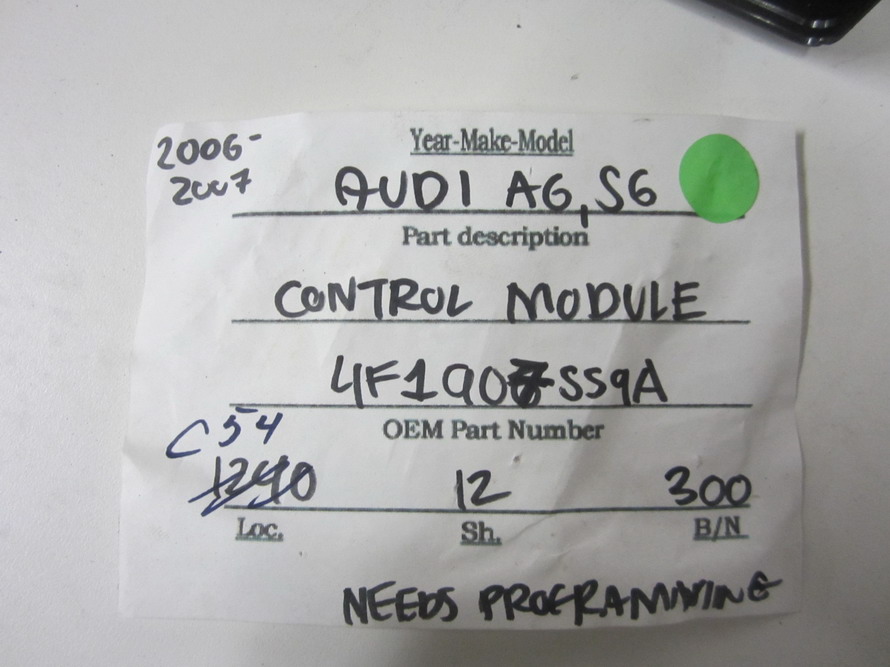 2006-
2007
Year-Make-Model
AUDI A6, S6
Part description
CONTROL MODULE
4F1907559A
OEM Part Number
C54
1240 12 300
Loc. Sh. B/N
NEEDS PROGRAMMING